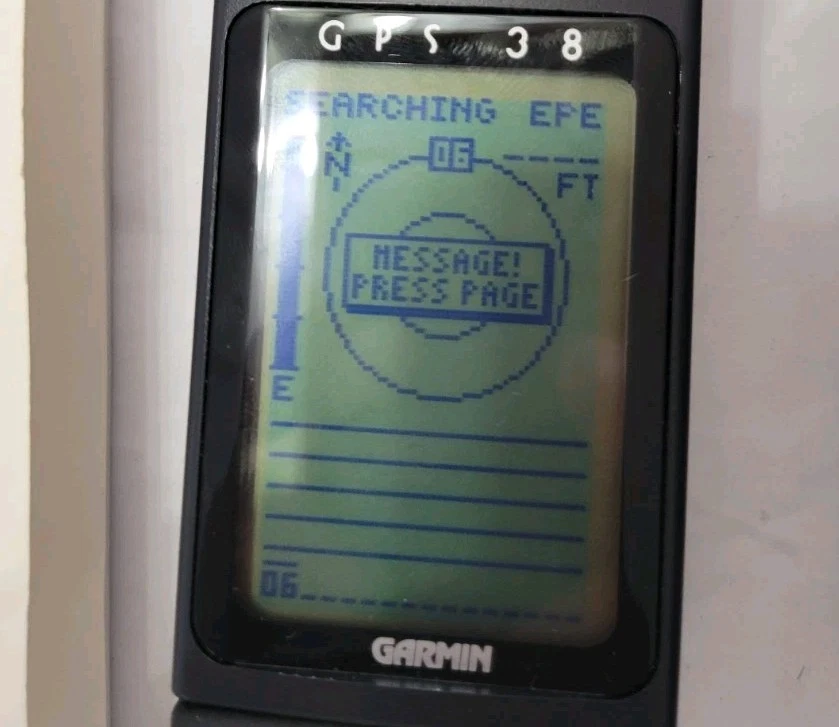 GPS 38
SEARCHING EPE
N
06
----
FT
MESSAGE!
PRESS PAGE
E
06
GARMIN